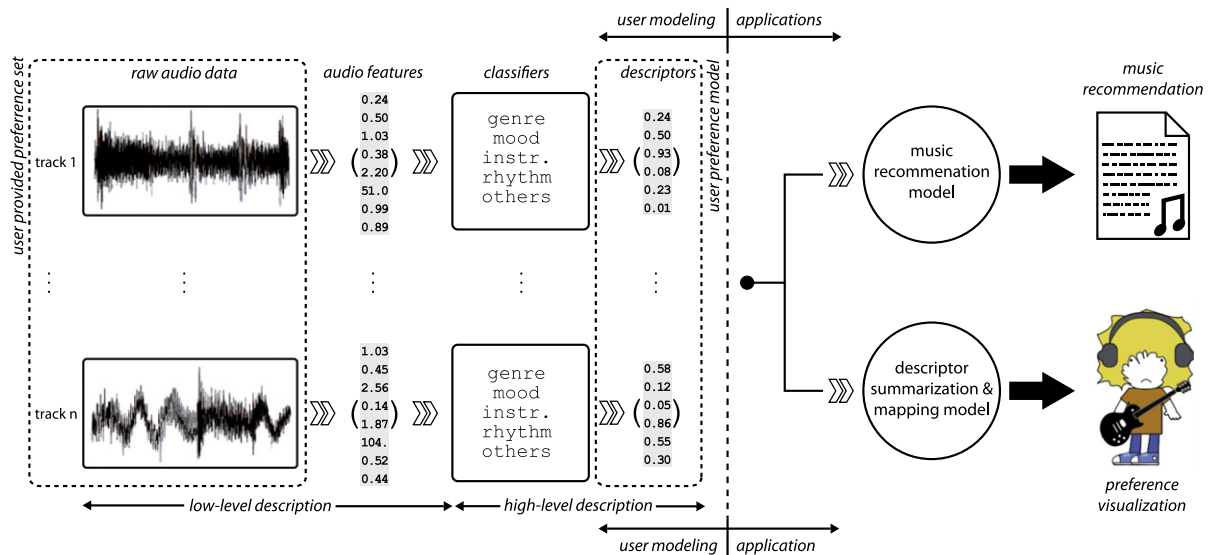 user modeling
applications
user provided preferrence set
raw audio data
audio features
classifiers
descriptors
user preference model
music
recommendation
track 1
0.24
0.50
1.03
0.38
2.20
51.0
0.99
0.89
genre
mood
instr.
rhythm
others
0.24
0.50
0.93
0.08
0.23
0.01
music
recommenation
model
track n
1.03
0.45
2.56
0.14
1.87
104.
0.52
0.44
genre
mood
instr.
rhythm
others
0.58
0.12
0.05
0.86
0.55
0.30
descriptor
summarization &
mapping model
preference
visualization
low-level description
high-level description
user modeling
application